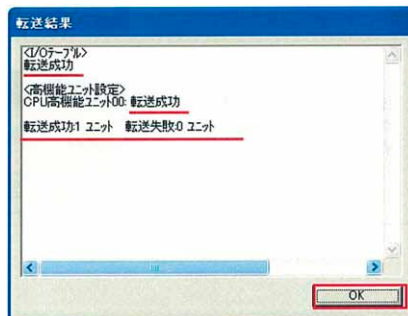 転送結果
<I/Oテーブル>
転送成功
<高機能ユニット設定>
CPU高機能ユニット00: 転送成功
転送成功:1 ユニット 転送失敗:0 ユニット
OK